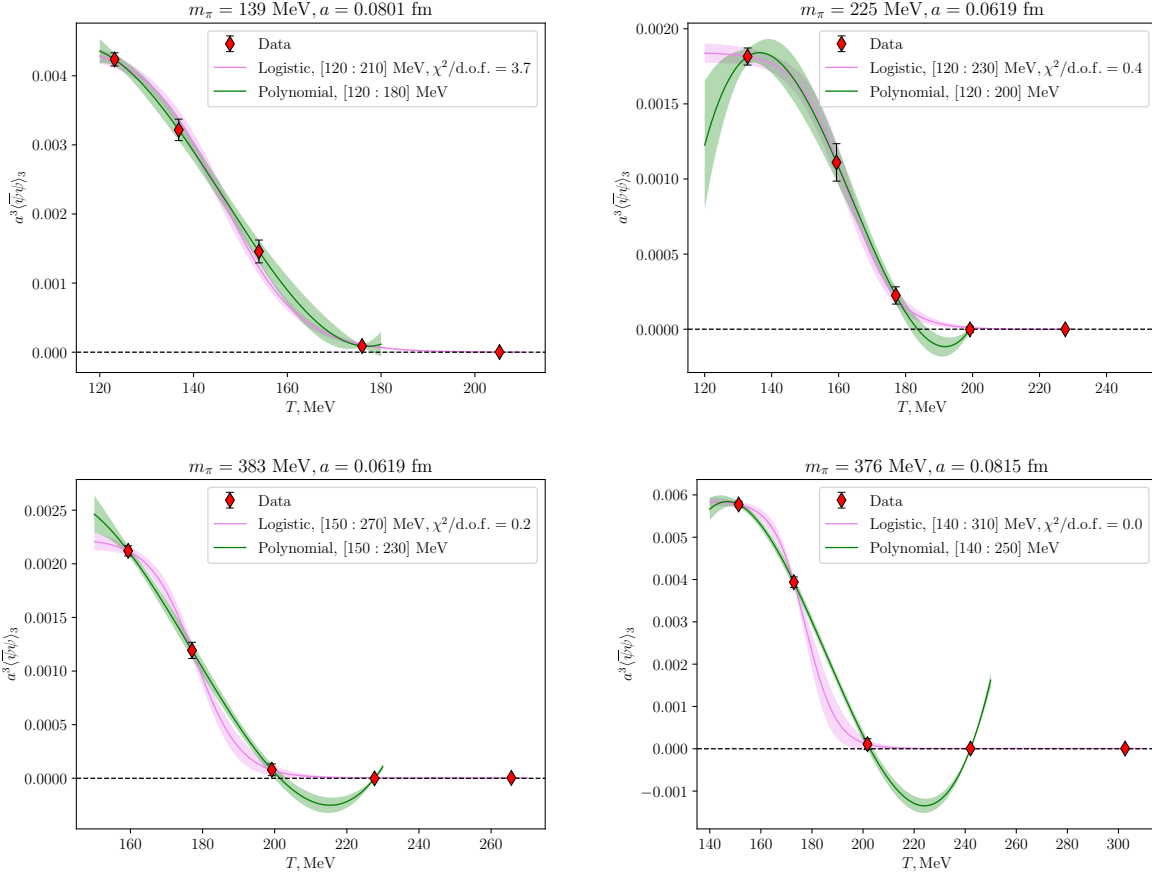 m_π = 139 MeV, a = 0.0801 fm
Data
Logistic, [120 : 210] MeV, χ²/d.o.f. = 3.7
Polynomial, [120 : 180] MeV
0.004
0.003
0.002
0.001
0.000
a³⟨ψ̄ψ⟩₃
120 140 160 180 200
T, MeV
m_π = 225 MeV, a = 0.0619 fm
Data
Logistic, [120 : 230] MeV, χ²/d.o.f. = 0.4
Polynomial, [120 : 200] MeV
0.0020
0.0015
0.0010
0.0005
0.0000
a³⟨ψ̄ψ⟩₃
120 140 160 180 200 220 240
T, MeV
m_π = 383 MeV, a = 0.0619 fm
Data
Logistic, [150 : 270] MeV, χ²/d.o.f. = 0.2
Polynomial, [150 : 230] MeV
0.0025
0.0020
0.0015
0.0010
0.0005
0.0000
a³⟨ψ̄ψ⟩₃
160 180 200 220 240 260
T, MeV
m_π = 376 MeV, a = 0.0815 fm
Data
Logistic, [140 : 310] MeV, χ²/d.o.f. = 0.0
Polynomial, [140 : 250] MeV
0.006
0.005
0.004
0.003
0.002
0.001
0.000
−0.001
a³⟨ψ̄ψ⟩₃
140 160 180 200 220 240 260 280 300
T, MeV